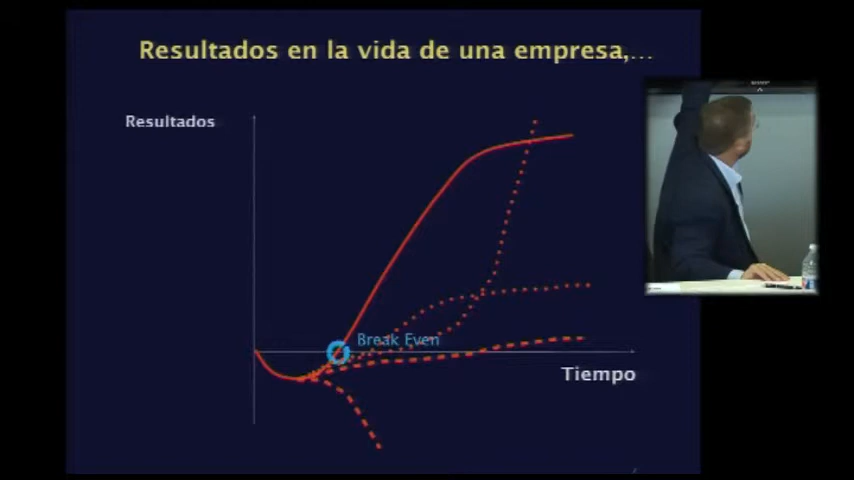 Resultados en la vida de una empresa,...
Resultados
Break Even
Tiempo